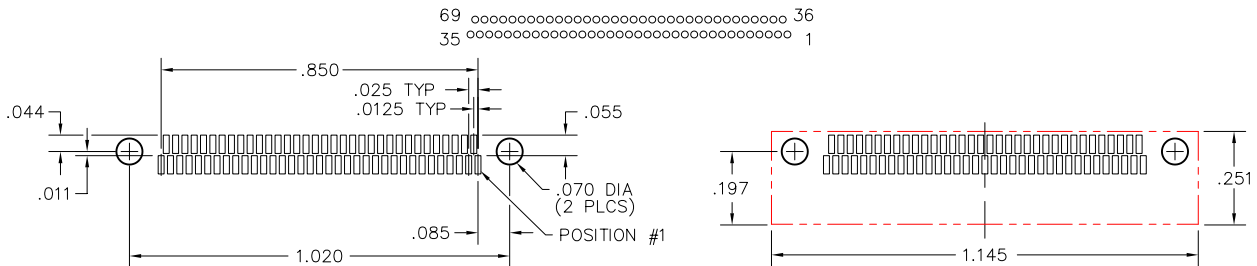 69 36
35 1
.850
.025 TYP
.0125 TYP
.044
.055
.011
.070 DIA
(2 PLCS)
.085
POSITION #1
1.020
.197
.251
1.145